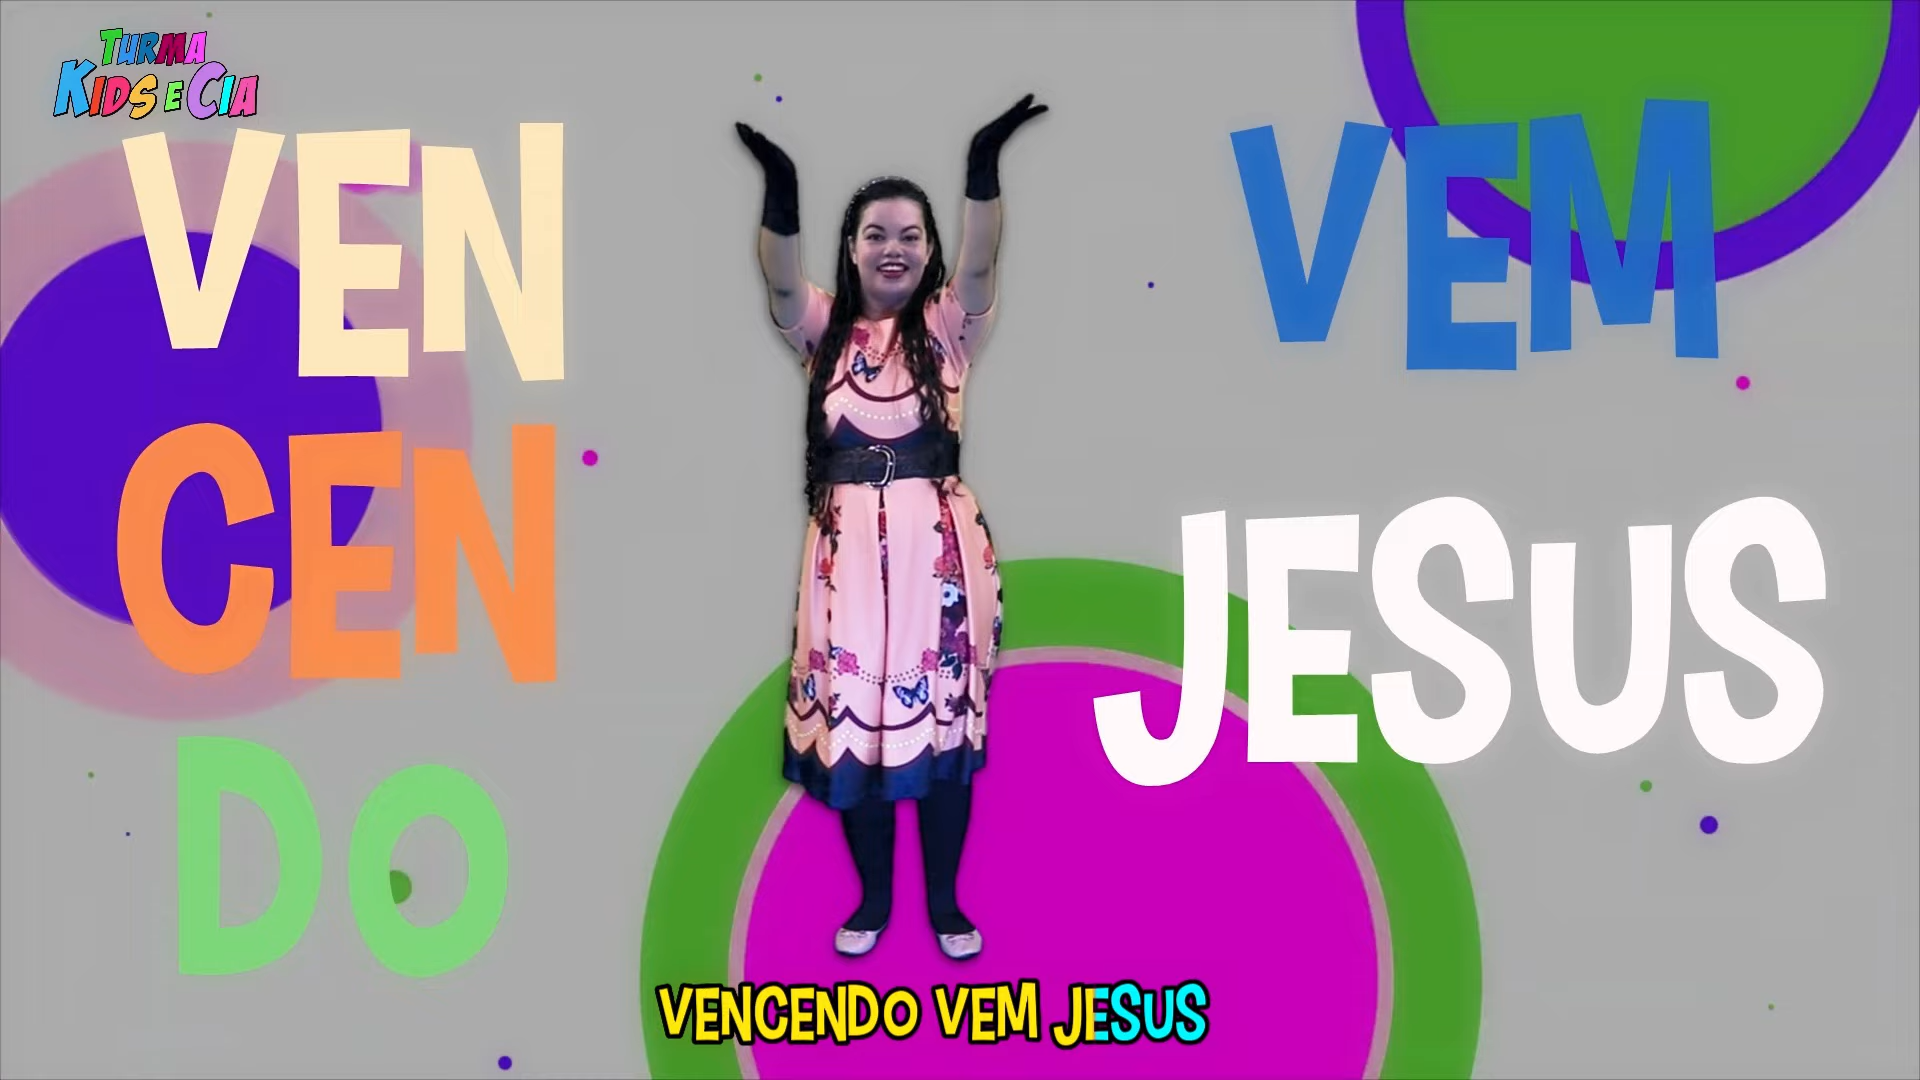 TURMA
KIDS E CIA
VEN
CEN
DO
VEM
JESUS
VENCENDO VEM JESUS